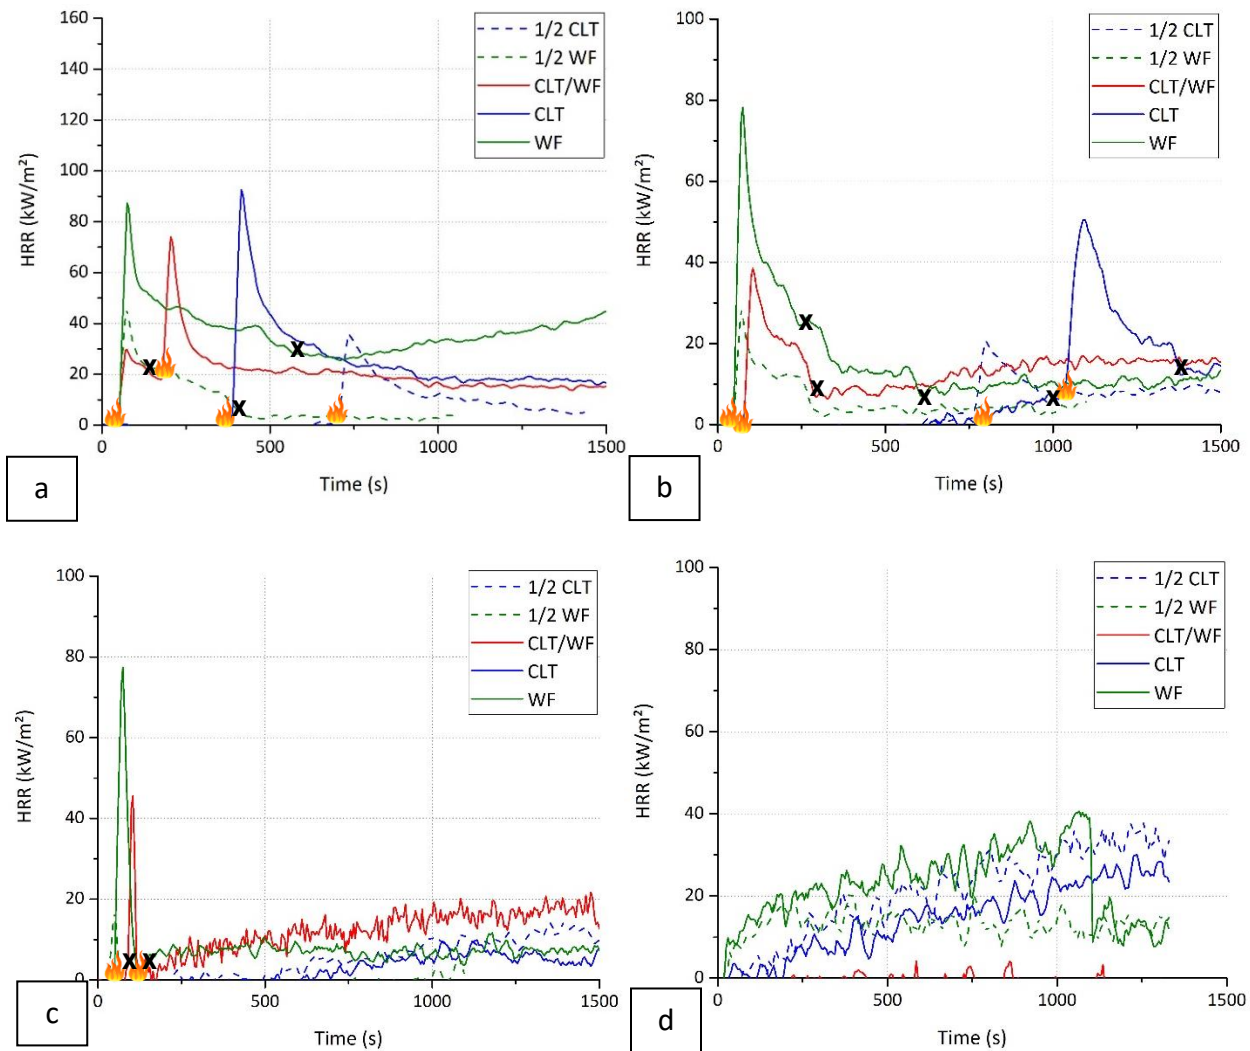 160
140
120
100
80
60
40
20
0
HRR (kW/m²)
0 500 1000 1500
Time (s)
1/2 CLT
1/2 WF
CLT/WF
CLT
WF
X X X
a
100
80
60
40
20
0
HRR (kW/m²)
0 500 1000 1500
Time (s)
1/2 CLT
1/2 WF
CLT/WF
CLT
WF
X X X X X
b
100
80
60
40
20
0
HRR (kW/m²)
0 500 1000 1500
Time (s)
1/2 CLT
1/2 WF
CLT/WF
CLT
WF
X X
c
100
80
60
40
20
0
HRR (kW/m²)
0 500 1000 1500
Time (s)
1/2 CLT
1/2 WF
CLT/WF
CLT
WF
d